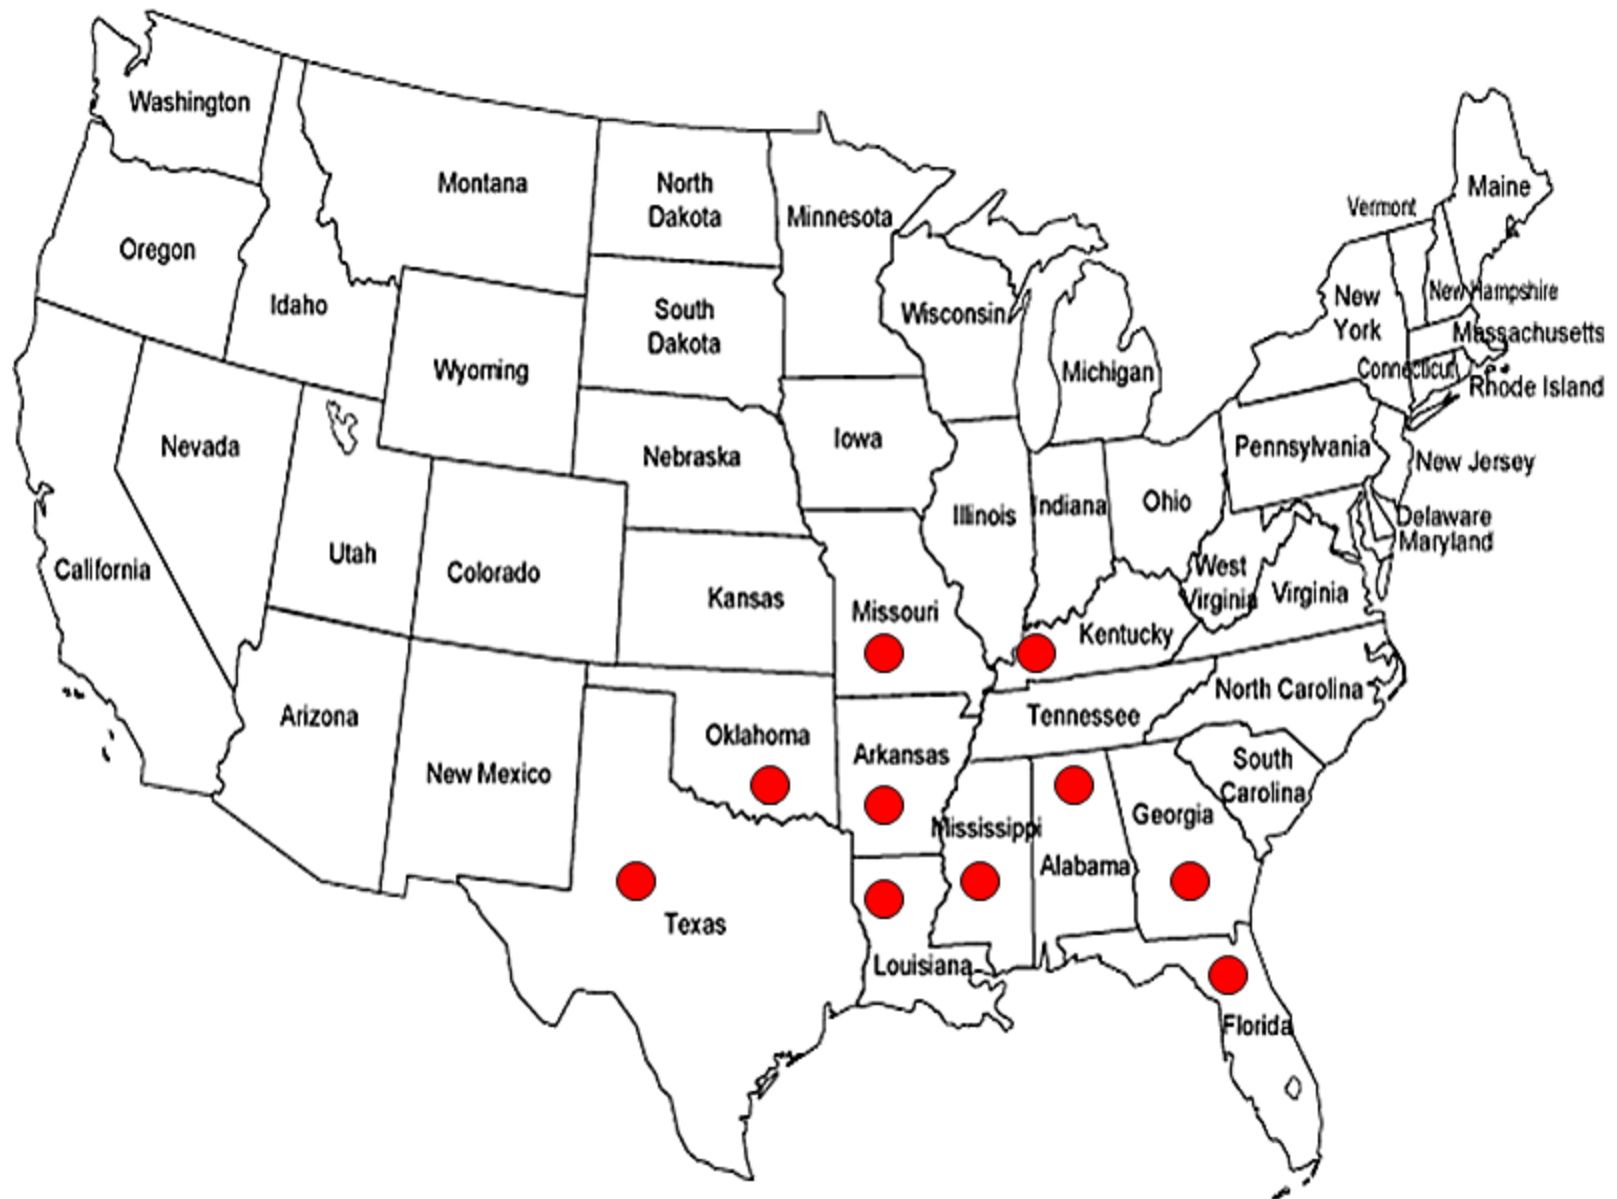 Washington
Montana
North
Dakota
Minnesota
Maine
Vermont
Oregon
Idaho
South
Dakota
Wisconsin
New
York
New Hampshire
Massachusetts
Wyoming
Michigan
Connecticut
Rhode Island
Nevada
Nebraska
Iowa
Pennsylvania
New Jersey
Illinois
Indiana
Ohio
Delaware
Maryland
California
Utah
Colorado
Kansas
Missouri
West
Virginia
Virginia
Kentucky
Arizona
New Mexico
Oklahoma
Arkansas
Tennessee
North Carolina
South
Carolina
Mississippi
Alabama
Georgia
Texas
Louisiana
Florida